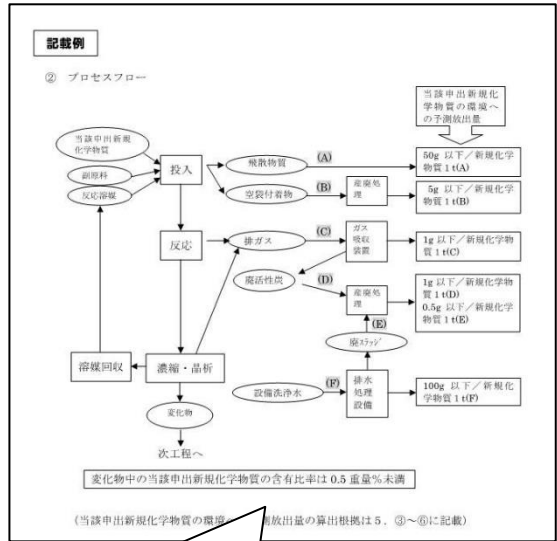 記載例
② プロセスフロー
当該申出新規化
学物質の環境へ
の予測放出量
当該申出新規
化学物質
副原料
反応溶媒
投入
飛散物質
(A)
50g 以下／新規化学
物質 1 t(A)
空袋付着物
(B)
産廃処
理
5g 以下／新規化学
物質 1 t(B)
反応
排ガス
(C)
ガス
吸収
装置
1g 以下／新規化学物
質 1 t(C)
廃活性炭
(D)
産廃処
理
1g 以下／新規化学物
質 1 t(D)
0.5g 以下／新規化学
物質 1 t(E)
(E)
廃スラッジ
溶媒回収
濃縮・晶析
設備洗浄水
(F)
排水
処理
設備
100g 以下／新規化
学物質 1 t(F)
変化物
次工程へ
変化物中の当該申出新規化学物質の含有比率は 0.5 重量％未満
(当該申出新規化学物質の環境へ 測放出量の算出根拠は５．③～⑥に記載)